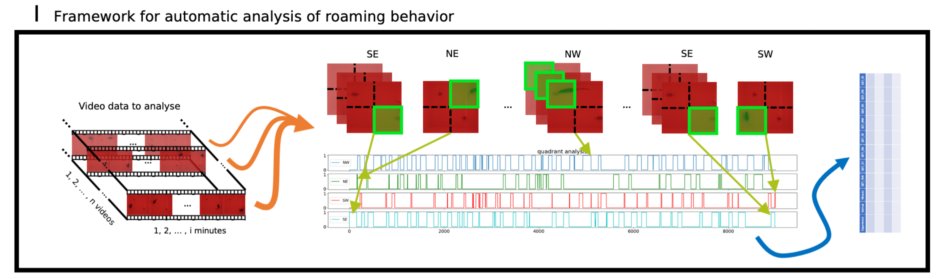 I Framework for automatic analysis of roaming behavior
SE NE NW SE SW
Video data to analyse
...
...
...
...
...
1, 2, ... , n videos
1, 2, ... , i minutes
quadrant analysis
1
0
NW
1
0
NE
1
0
SW
1
0
SE
0 2000 4000 6000 8000